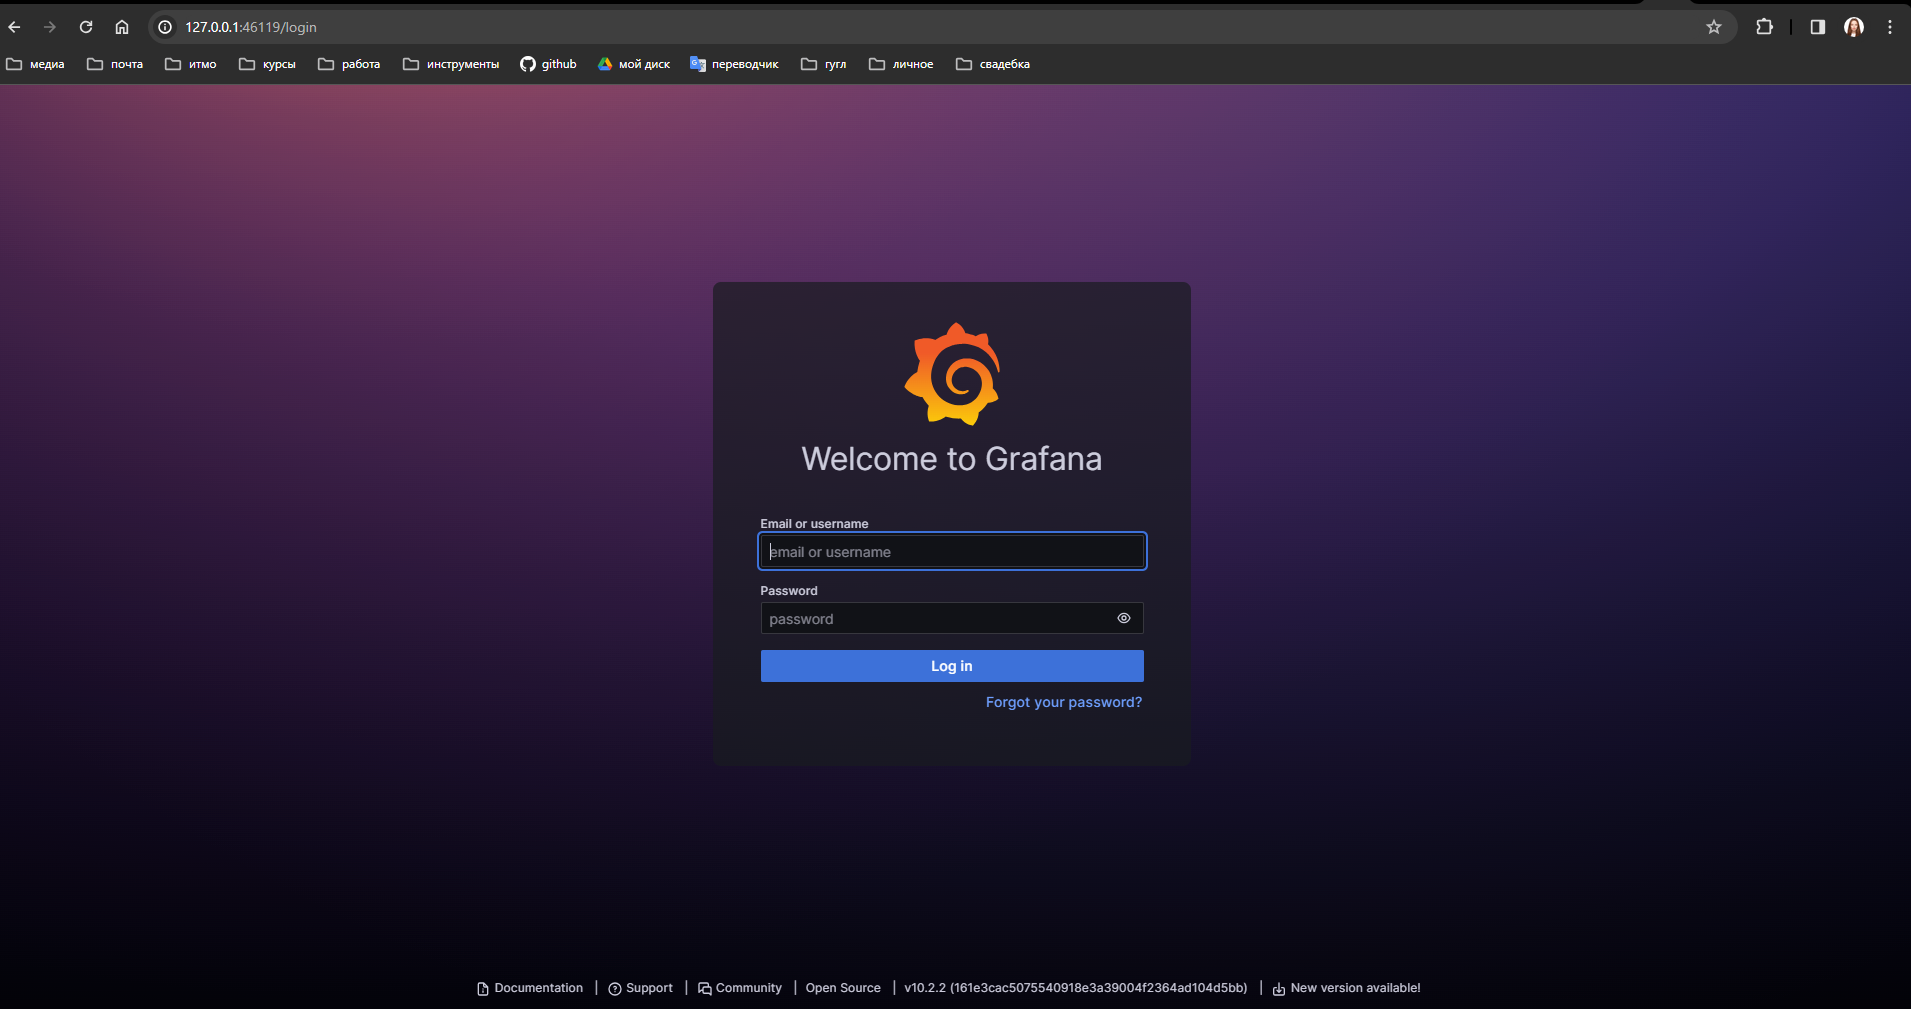 127.0.0.1:46119/login
медиа почта итмо курсы работа инструменты github мой диск переводчик гугл личное свадебка
Welcome to Grafana
Email or username
email or username
Password
password
Log in
Forgot your password?
Documentation | Support | Community | Open Source | v10.2.2 (161e3cac5075540918e3a39004f2364ad104d5bb) | New version available!